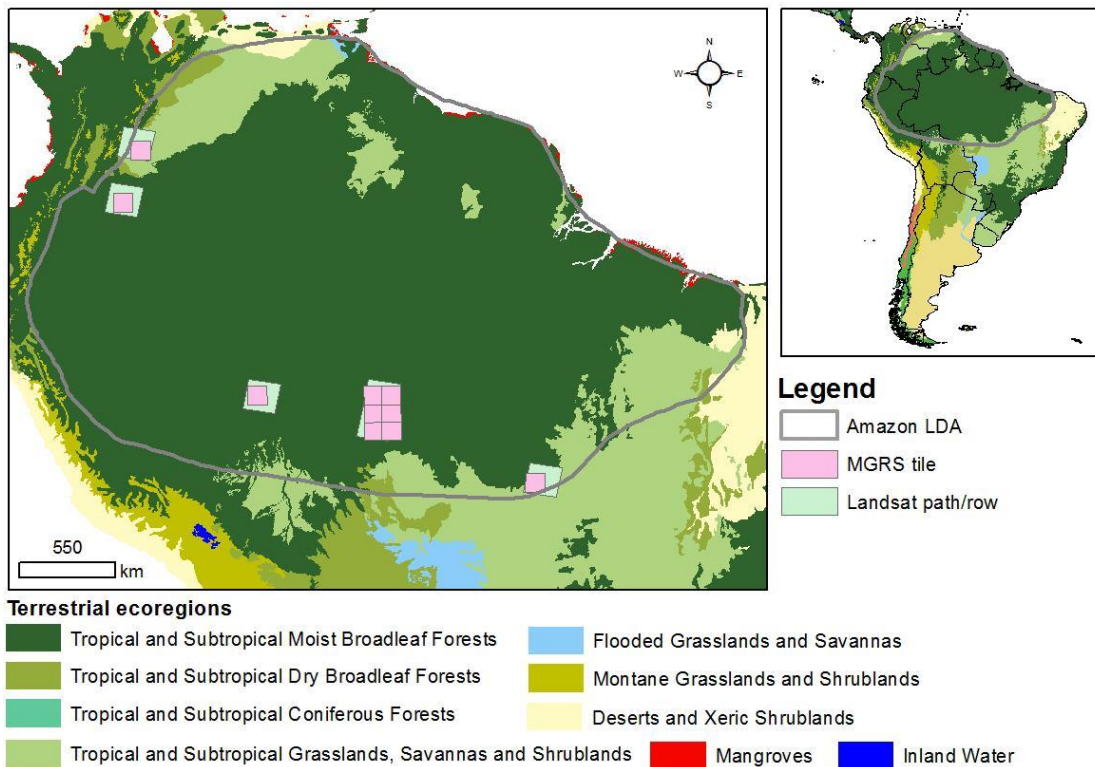 N
W E
S
550
km
Legend
Amazon LDA
MGRS tile
Landsat path/row
Terrestrial ecoregions
Tropical and Subtropical Moist Broadleaf Forests
Tropical and Subtropical Dry Broadleaf Forests
Tropical and Subtropical Coniferous Forests
Tropical and Subtropical Grasslands, Savannas and Shrublands
Flooded Grasslands and Savannas
Montane Grasslands and Shrublands
Deserts and Xeric Shrublands
Mangroves
Inland Water